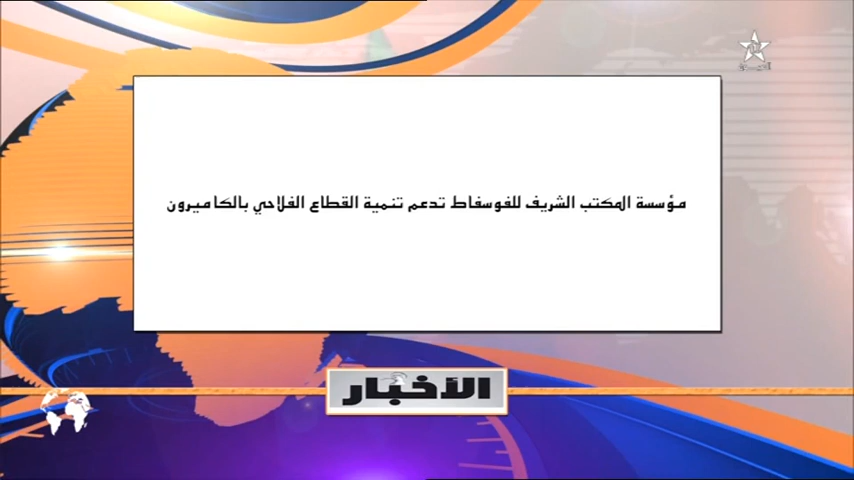 مؤسسة المكتب الشريف للفوسفاط تدعم تنمية القطاع الفلاحي بالكاميرون
الأخبار